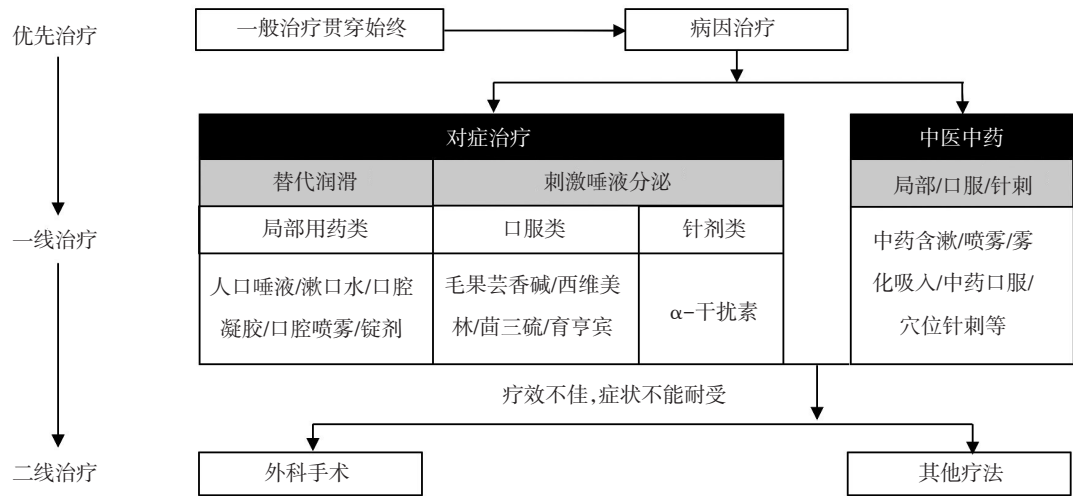 优先治疗
一般治疗贯穿始终
病因治疗
对症治疗
中医中药
替代润滑
刺激唾液分泌
局部/口服/针刺
一线治疗
局部用药类
口服类
针剂类
人口唾液/漱口水/口腔
凝胶/口腔喷雾/锭剂
毛果芸香碱/西维美
林/茴三硫/育亨宾
α-干扰素
中药含漱/喷雾/雾
化吸入/中药口服/
穴位针刺等
疗效不佳,症状不能耐受
二线治疗
外科手术
其他疗法